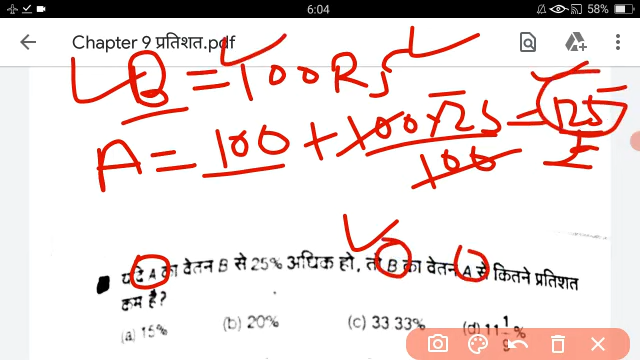 6:04
58%
Chapter 9 प्रतिशत.pdf
B = 100 Rs
A = 100 + 100×25/100 = 125
यदि A का वेतन B से 25% अधिक हो, तो B का वेतन A से कितने प्रतिशत
कम है?
(a) 15% (b) 20% (c) 33 33% (d) 11 1/9 %